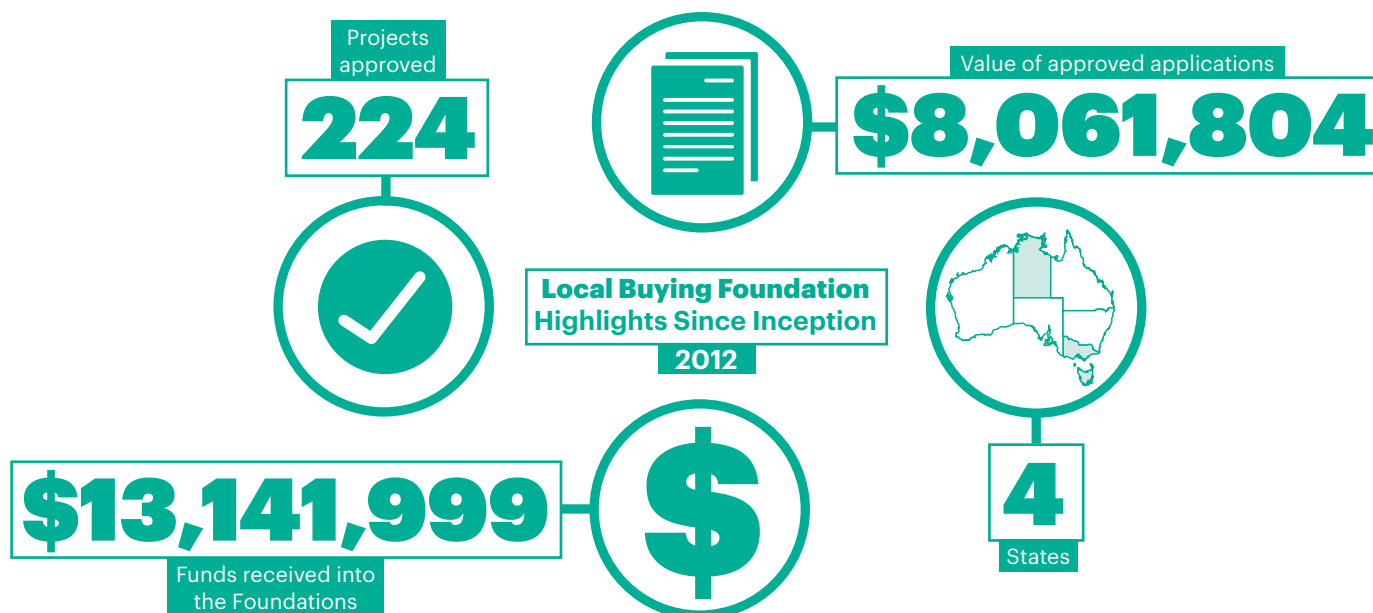 Projects
approved
224
Value of approved applications
$8,061,804
Local Buying Foundation
Highlights Since Inception
2012
$13,141,999
Funds received into
the Foundations
$
4
States